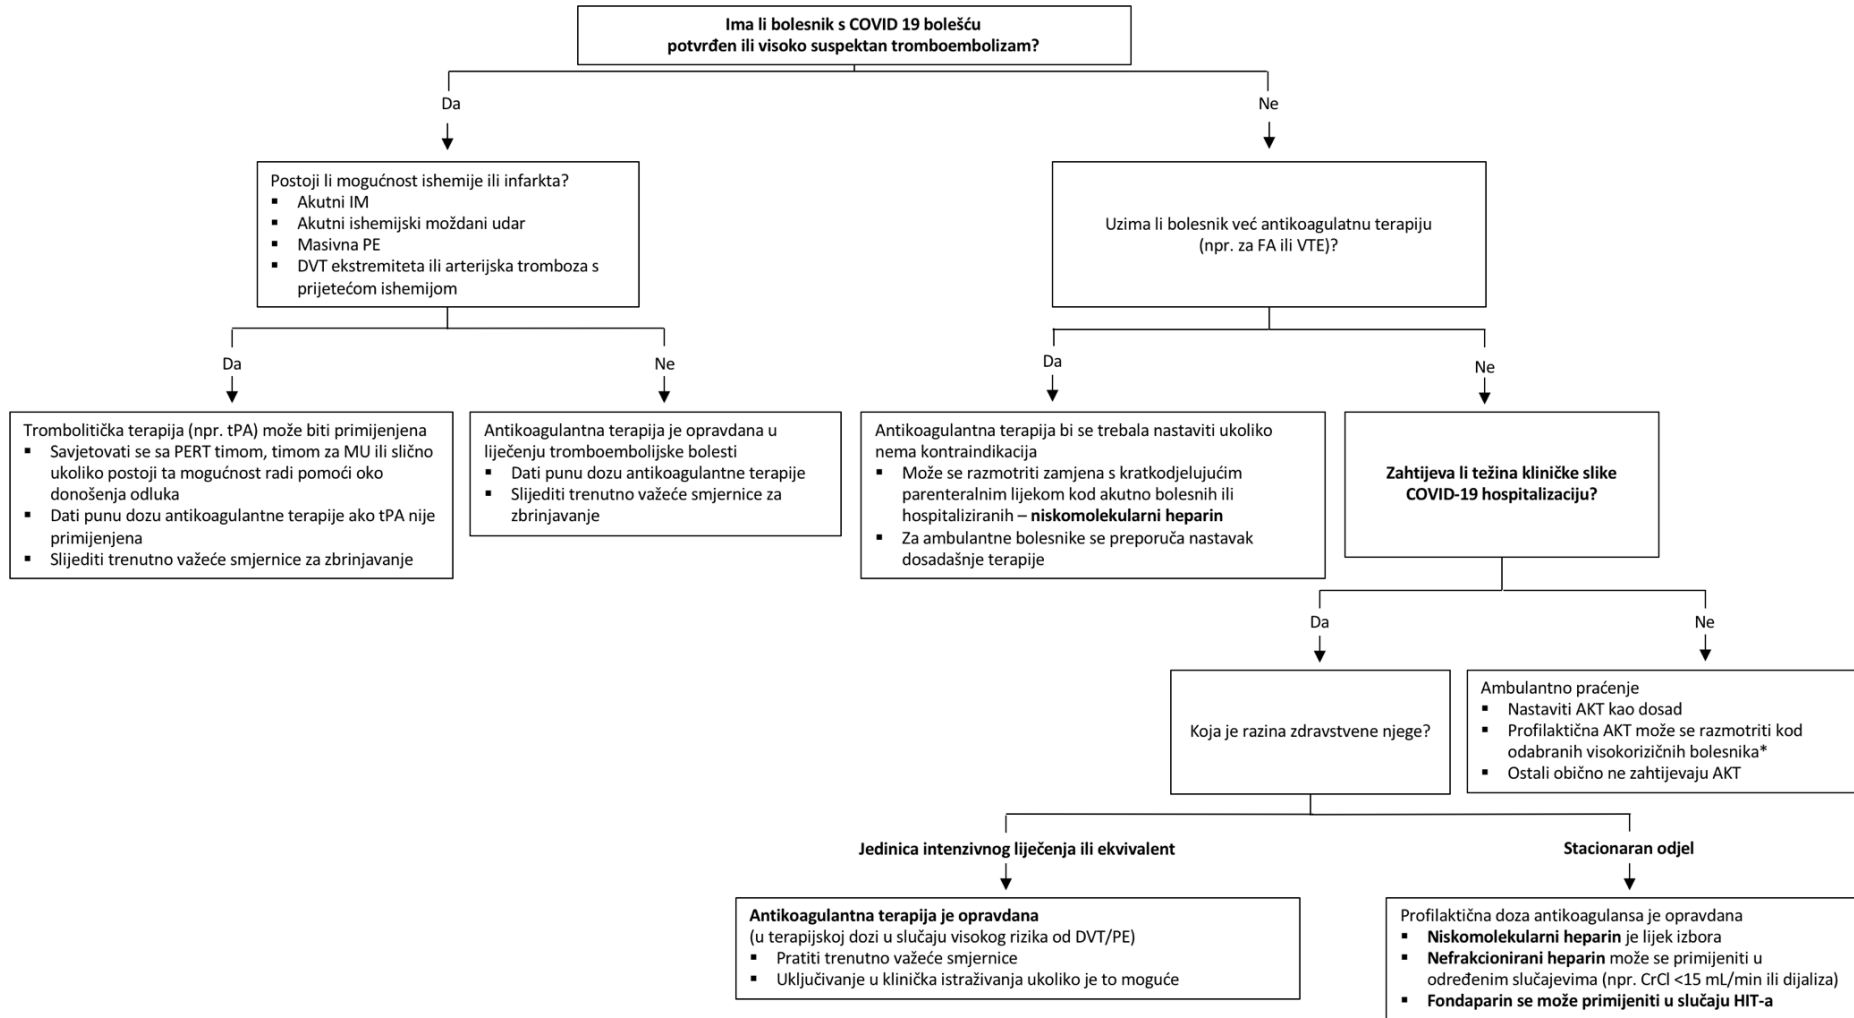 Ima li bolesnik s COVID 19 bolešću
potvrđen ili visoko suspektan tromboembolizam?
Da
Ne
Postoji li mogućnost ishemije ili infarkta?
▪ Akutni IM
▪ Akutni ishemijski moždani udar
▪ Masivna PE
▪ DVT ekstremiteta ili arterijska tromboza s
prijetećom ishemijom
Uzima li bolesnik već antikoagulatnu terapiju
(npr. za FA ili VTE)?
Da
Ne
Da
Ne
Trombolitička terapija (npr. tPA) može biti primijenjena
▪ Savjetovati se sa PERT timom, timom za MU ili slično
ukoliko postoji ta mogućnost radi pomoći oko
donošenja odluka
▪ Dati punu dozu antikoagulantne terapije ako tPA nije
primijenjena
▪ Slijediti trenutno važeće smjernice za zbrinjavanje
Antikoagulantna terapija je opravdana u
liječenju tromboembolijske bolesti
▪ Dati punu dozu antikoagulantne terapije
▪ Slijediti trenutno važeće smjernice za
zbrinjavanje
Antikoagulantna terapija bi se trebala nastaviti ukoliko
nema kontraindikacija
▪ Može se razmotriti zamjena s kratkodjelujućim
parenteralnim lijekom kod akutno bolesnih ili
hospitaliziranih – niskomolekularni heparin
▪ Za ambulantne bolesnike se preporuča nastavak
dosadašnje terapije
Zahtijeva li težina kliničke slike
COVID-19 hospitalizaciju?
Da
Ne
Koja je razina zdravstvene njege?
Ambulantno praćenje
▪ Nastaviti AKT kao dosad
▪ Profilaktična AKT može se razmotriti kod
odabranih visokorizičnih bolesnika*
▪ Ostali obično ne zahtijevaju AKT
Jedinica intenzivnog liječenja ili ekvivalent
Stacionaran odjel
Antikoagulantna terapija je opravdana
(u terapijskoj dozi u slučaju visokog rizika od DVT/PE)
▪ Pratiti trenutno važeće smjernice
▪ Uključivanje u klinička istraživanja ukoliko je to moguće
Profilaktična doza antikoagulansa je opravdana
▪ Niskomolekularni heparin je lijek izbora
▪ Nefrakcionirani heparin može se primijeniti u
određenim slučajevima (npr. CrCl <15 mL/min ili dijaliza)
▪ Fondaparin se može primijeniti u slučaju HIT-a